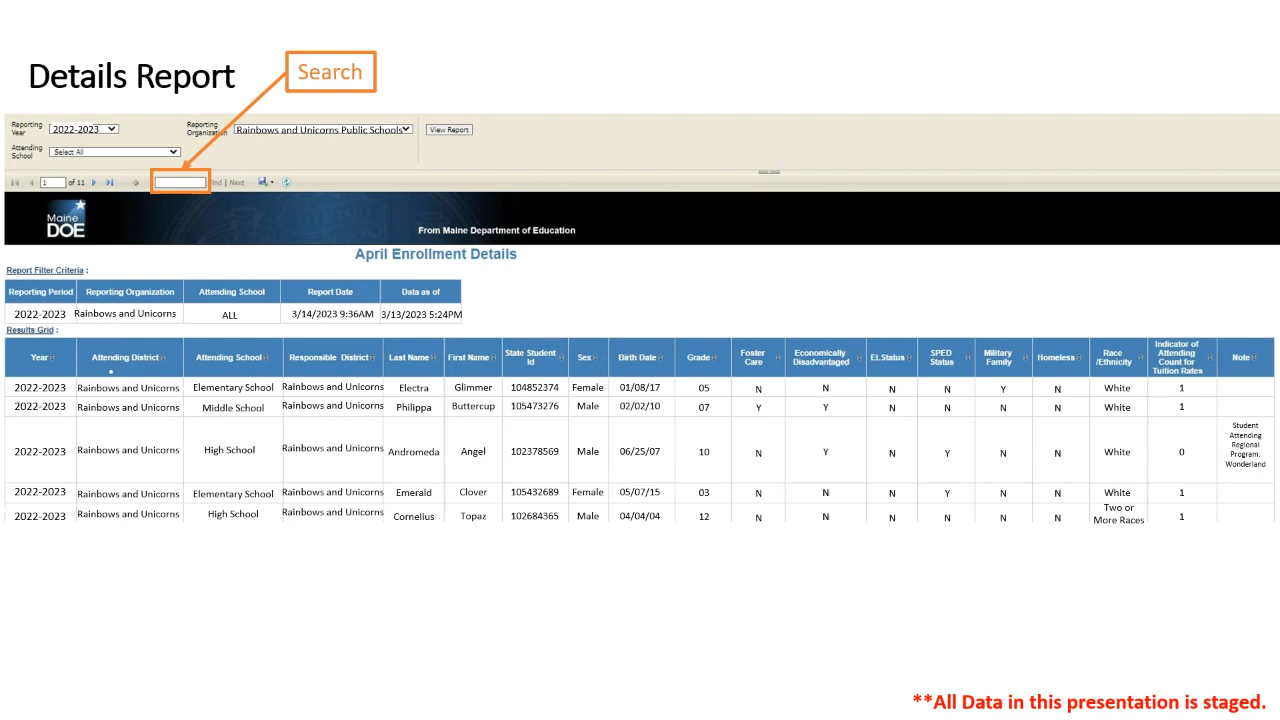 Details Report
Search
Reporting Year 2022-2023 Reporting Organization Rainbows and Unicorns Public Schools View Report
Attending School Select All
1 of 11 Find | Next
Maine DOE
From Maine Department of Education
April Enrollment Details
Report Filter Criteria :
Reporting Period Reporting Organization Attending School Report Date Data as of
2022-2023 Rainbows and Unicorns ALL 3/14/2023 9:36AM 3/13/2023 5:24PM
Results Grid :
Year Attending District Attending School Responsible District Last Name First Name State Student Id Sex Birth Date Grade Foster Care Economically Disadvantaged ELStatus SPED Status Military Family Homeless Race /Ethnicity Indicator of Attending Count for Tuition Rates Note
2022-2023 Rainbows and Unicorns Elementary School Rainbows and Unicorns Electra Glimmer 104852374 Female 01/08/17 05 N N N N Y N White 1
2022-2023 Rainbows and Unicorns Middle School Rainbows and Unicorns Philippa Buttercup 105473276 Male 02/02/10 07 Y Y N N N N White 1
2022-2023 Rainbows and Unicorns High School Rainbows and Unicorns Andromeda Angel 102378569 Male 06/25/07 10 N Y N Y N N White 0 Student Attending Regional Program: Wonderland
2022-2023 Rainbows and Unicorns Elementary School Rainbows and Unicorns Emerald Clover 105432689 Female 05/07/15 03 N N N Y N N White 1
2022-2023 Rainbows and Unicorns High School Rainbows and Unicorns Cornelius Topaz 102684365 Male 04/04/04 12 N N N N N N Two or More Races 1
**All Data in this presentation is staged.